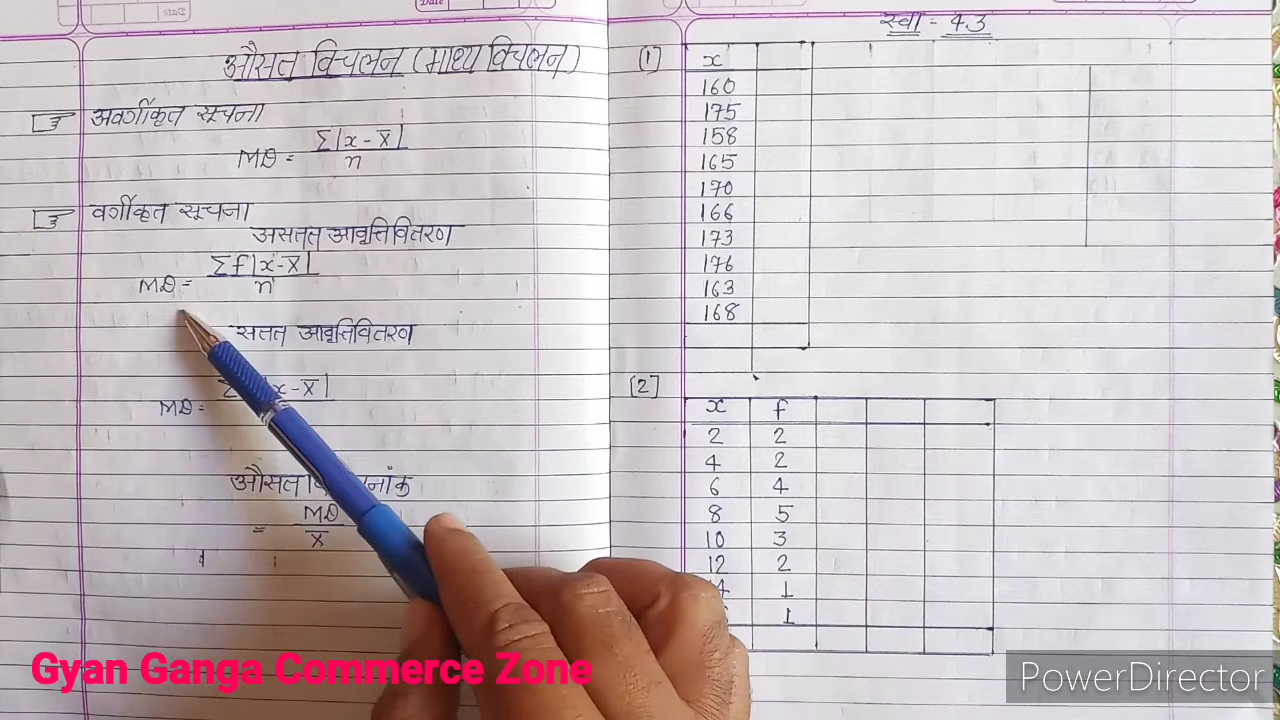 Date
औसत विचलन (माध्य विचलन)
अवर्गीकृत सूचना
MD = Σ|x - x̅| / n
वर्गीकृत सूचना
असतत् आवृत्तिवितरण
MD = Σf|x - x̅| / n
सतत आवृत्तिवितरण
MD = |x - x̅|
औसत
= MD / x̅
स्वा = 4.3
(1)
x
160
175
158
165
170
166
173
176
163
168
[2]
x f
2 2
4 2
6 4
8 5
10 3
12 2
1
1
Gyan Ganga Commerce Zone
PowerDirector